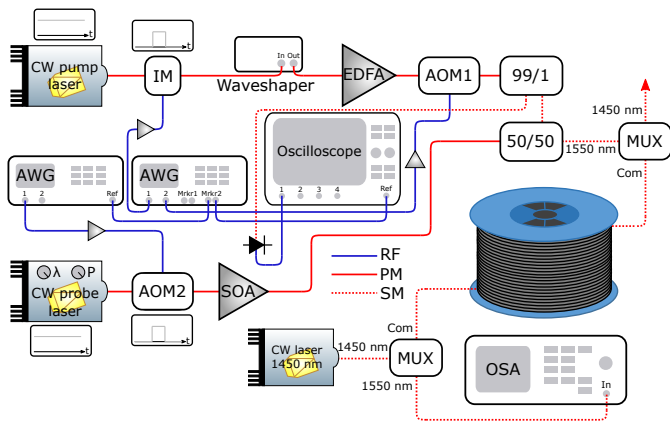 t
t
CW pump
laser
IM
In Out
Waveshaper
EDFA
AOM1
99/1
1450 nm
50/50
1550 nm
MUX
Com
AWG
1 2
Ref
AWG
1 2 Mrkr1 Mrkr2
Oscilloscope
1 2 3 4
Ref
λ P
CW probe
laser
t
AOM2
t
SOA
RF
PM
SM
CW laser
1450 nm
1450 nm
Com
MUX
1550 nm
OSA
In